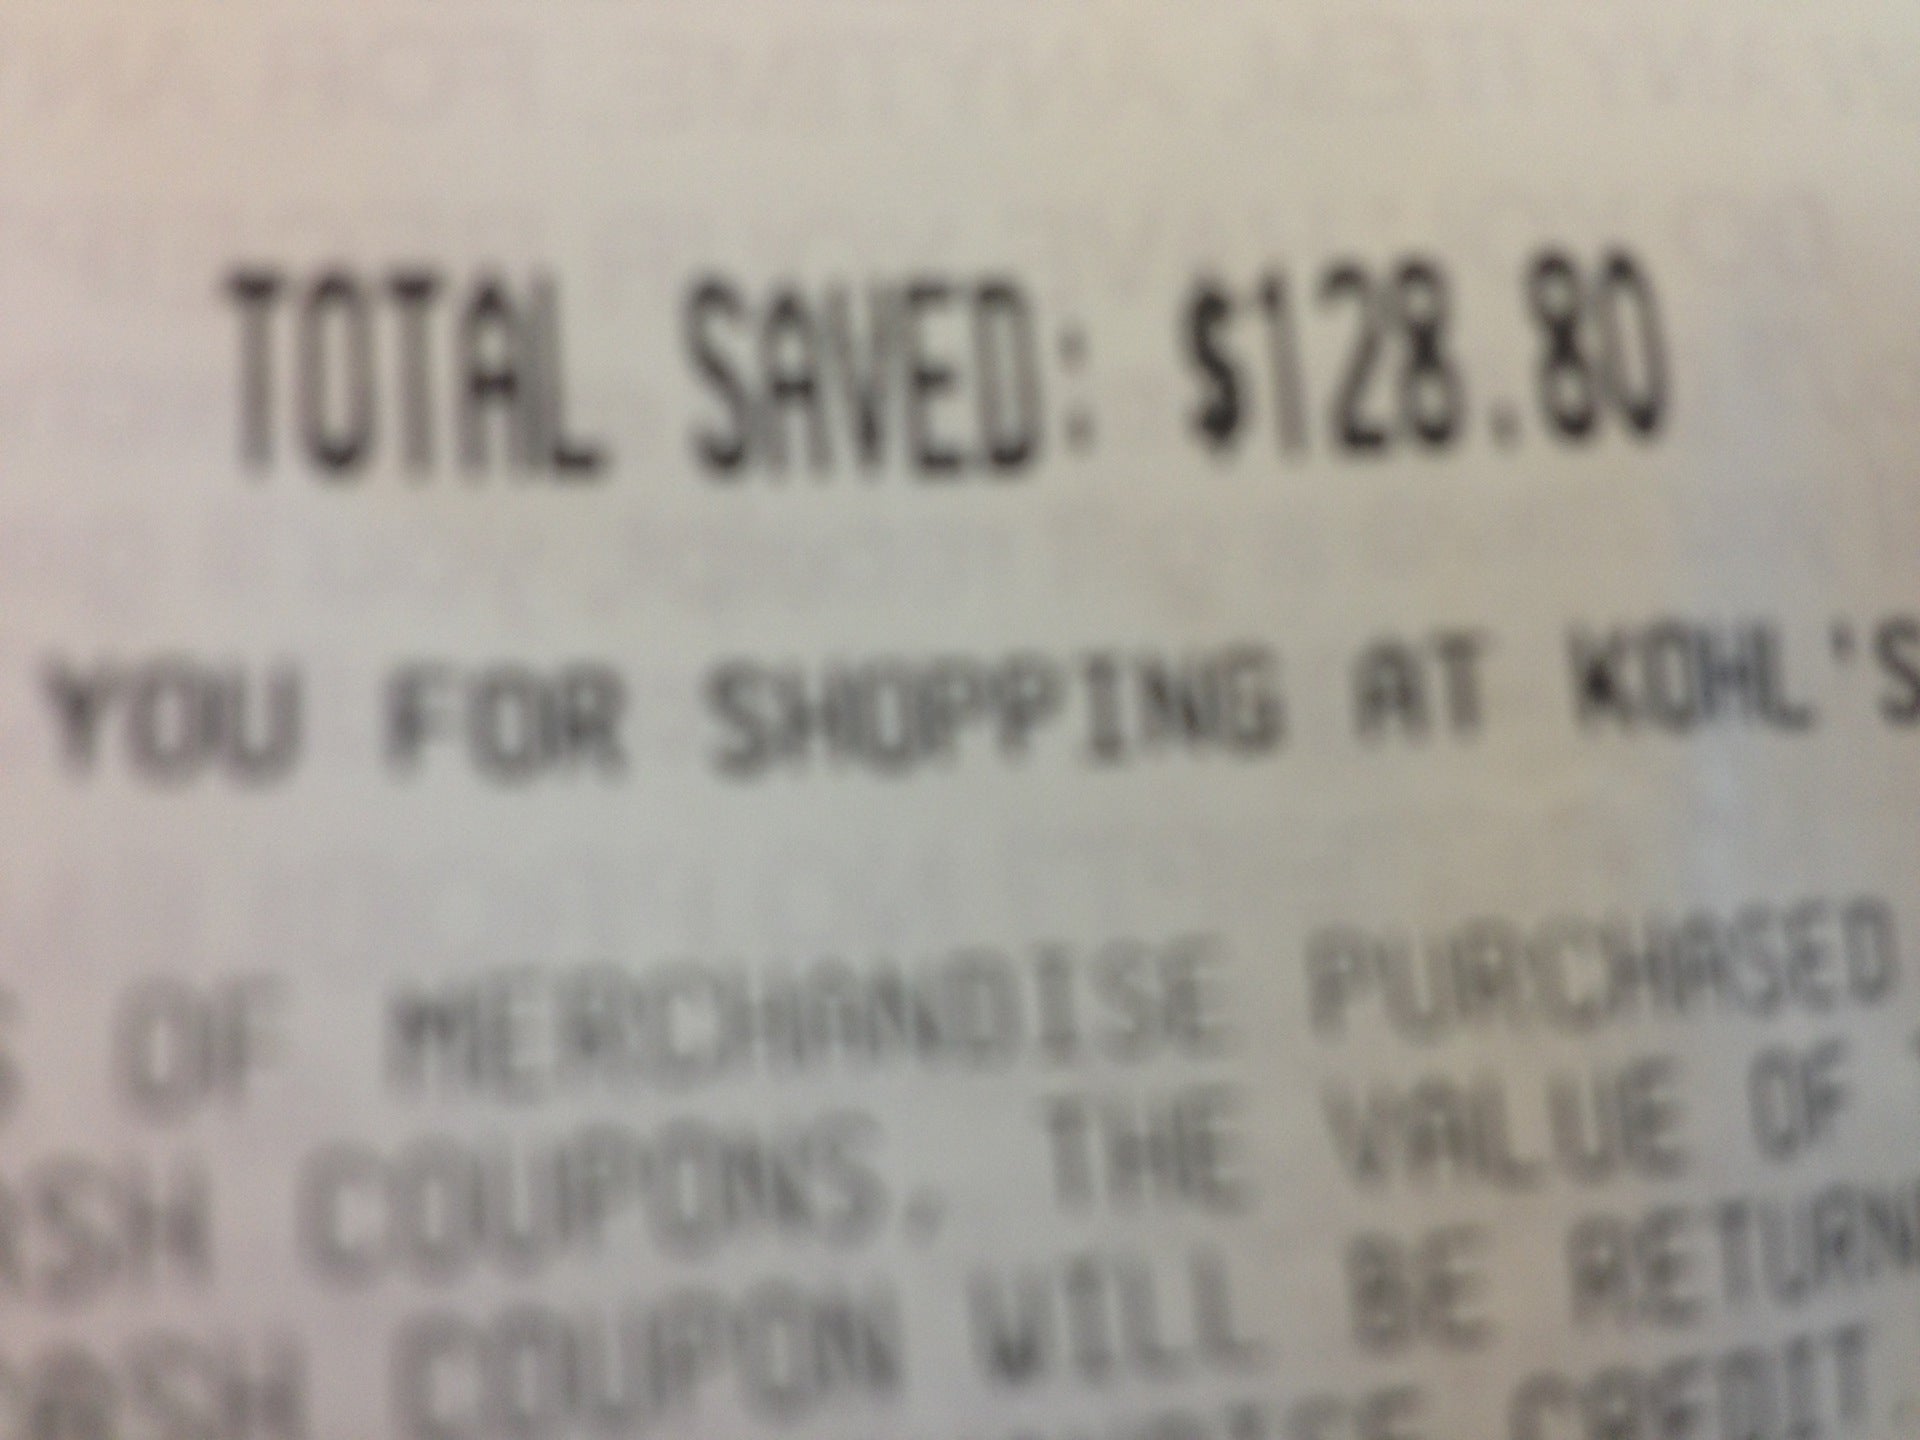 TOTAL SAVED: $128.80
YOU FOR SHOPPING AT KOHL'S
OF MERCHANDISE PURCHASED
COUPONS. THE VALUE OF
COUPON WILL BE
CREDIT.